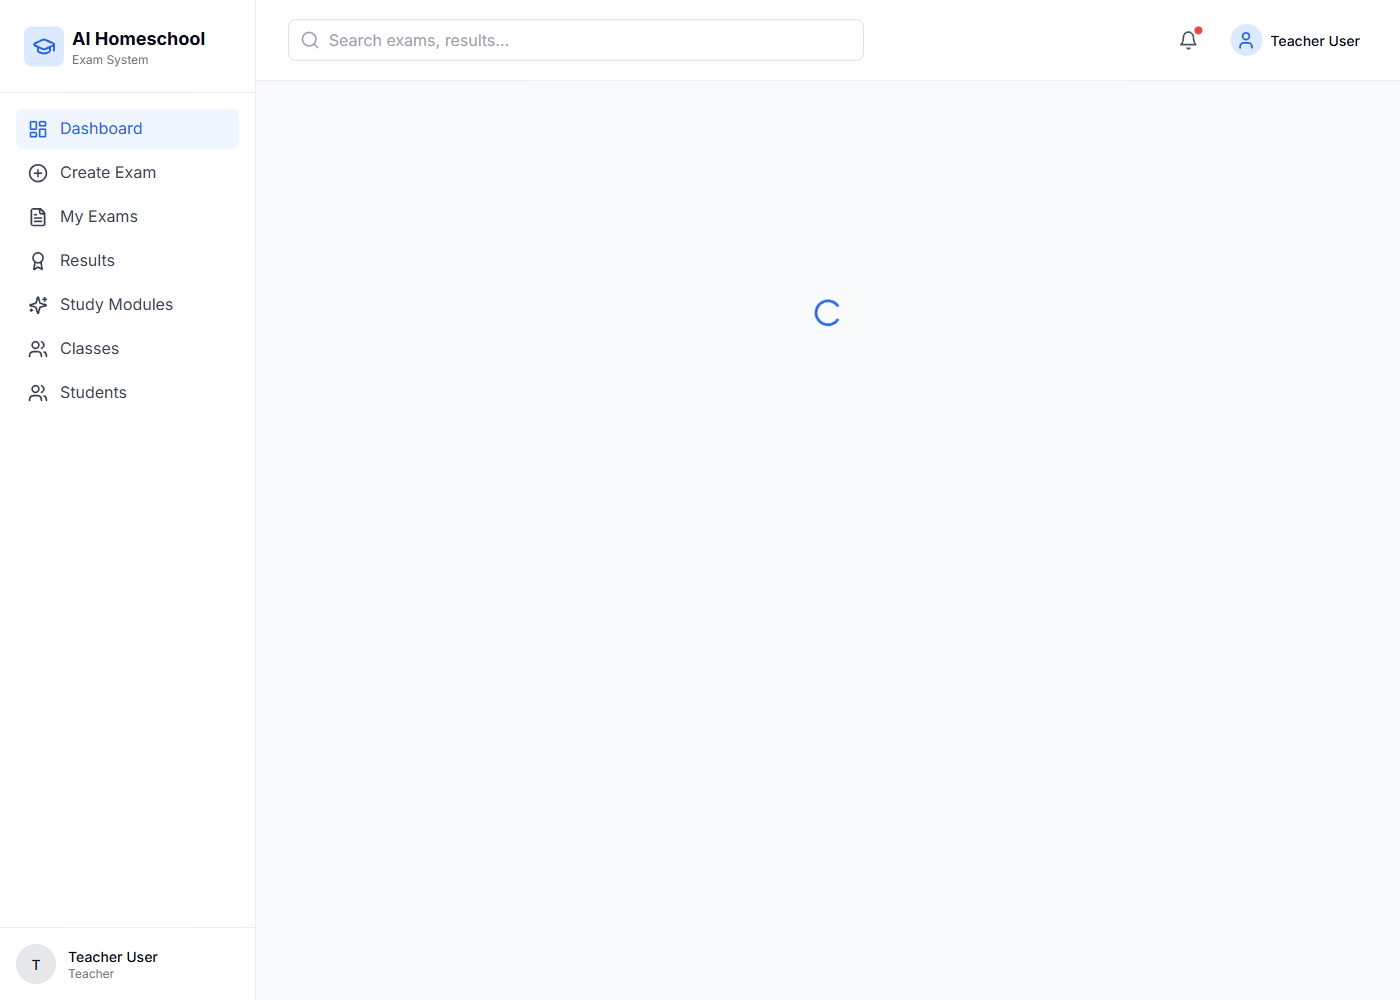 AI Homeschool
Exam System
Search exams, results...
Teacher User
Dashboard
Create Exam
My Exams
Results
Study Modules
Classes
Students
T
Teacher User
Teacher